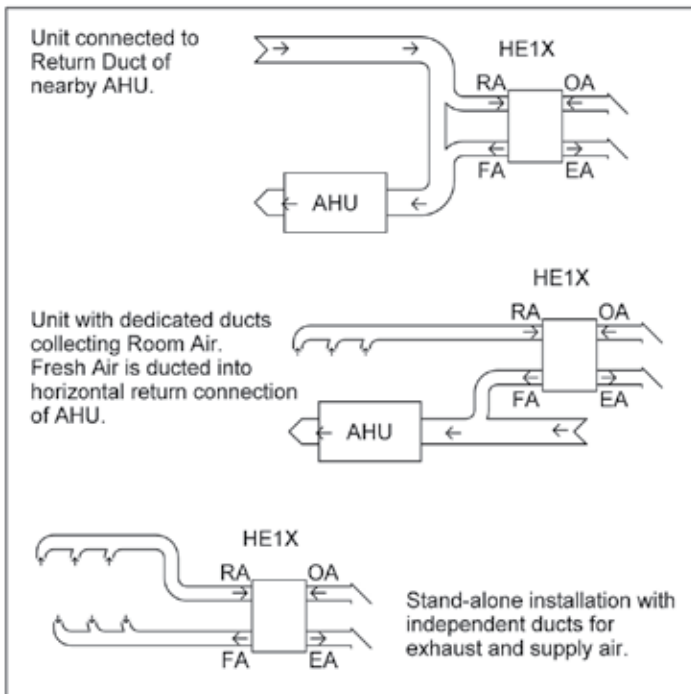 Unit connected to
Return Duct of
nearby AHU.
HE1X
RA OA
FA EA
AHU
HE1X
Unit with dedicated ducts
collecting Room Air.
Fresh Air is ducted into
horizontal return connection
of AHU.
RA OA
FA EA
AHU
HE1X
RA OA
FA EA
Stand-alone installation with
independent ducts for
exhaust and supply air.